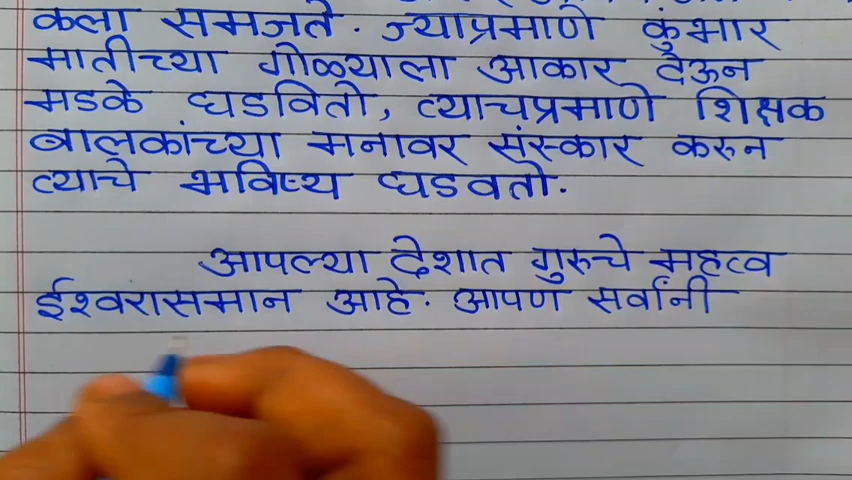 कला समजते. ज्याप्रमाणे कुंभार
मातीच्या गोळ्याला आकार देऊन
मडके घडवितो, त्याचप्रमाणे शिक्षक
बालकांच्या मनावर संस्कार करुन
त्याचे भविष्य घडवतो.
आपल्या देशात गुरुचे महत्व
ईश्वरासमान आहे. आपण सर्वांनी